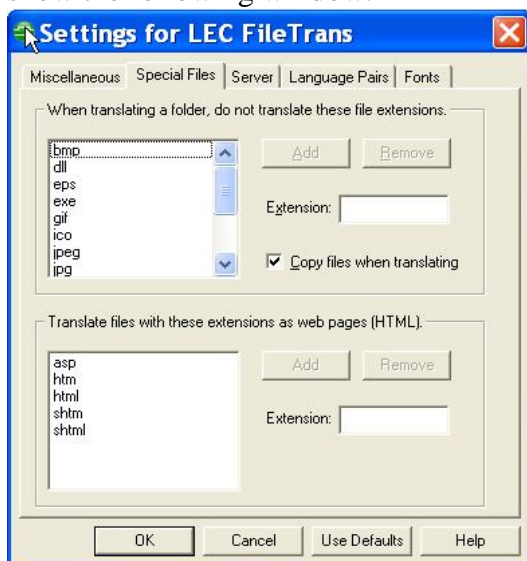 Settings for LEC FileTrans
Miscellaneous Special Files Server Language Pairs Fonts
When translating a folder, do not translate these file extensions.
bmp
dll
eps
exe
gif
ico
jpeg
jpg
Add Remove
Extension:
Copy files when translating
Translate files with these extensions as web pages (HTML).
asp
htm
html
shtm
shtml
Add Remove
Extension:
OK Cancel Use Defaults Help